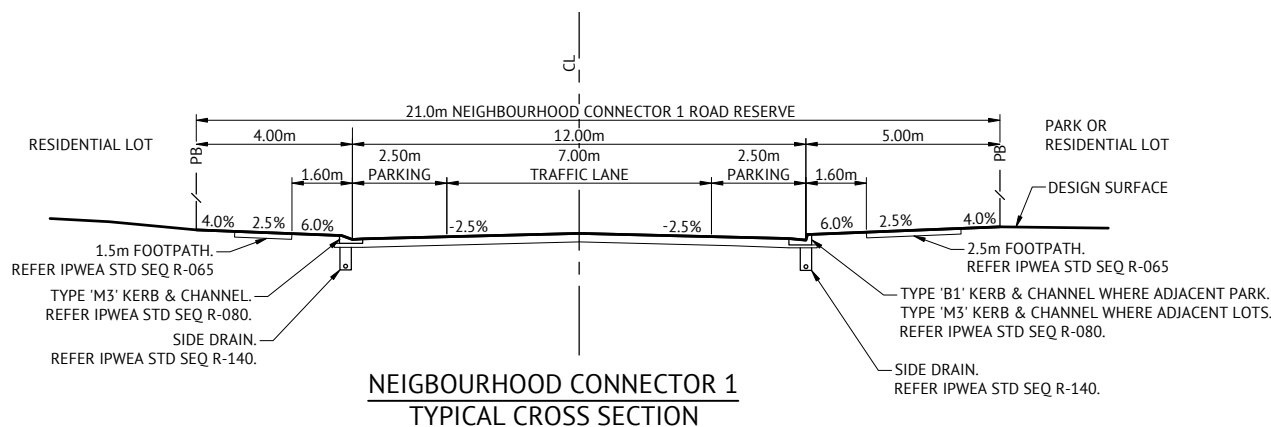 CL
21.0m NEIGHBOURHOOD CONNECTOR 1 ROAD RESERVE
RESIDENTIAL LOT
PB
4.00m
12.00m
5.00m
PB
PARK OR
RESIDENTIAL LOT
1.60m
2.50m
PARKING
7.00m
TRAFFIC LANE
2.50m
PARKING
1.60m
DESIGN SURFACE
4.0%
2.5%
6.0%
-2.5%
-2.5%
6.0%
2.5%
4.0%
1.5m FOOTPATH.
REFER IPWEA STD SEQ R-065
TYPE 'M3' KERB & CHANNEL.
REFER IPWEA STD SEQ R-080.
SIDE DRAIN.
REFER IPWEA STD SEQ R-140.
2.5m FOOTPATH.
REFER IPWEA STD SEQ R-065
TYPE 'B1' KERB & CHANNEL WHERE ADJACENT PARK.
TYPE 'M3' KERB & CHANNEL WHERE ADJACENT LOTS.
REFER IPWEA STD SEQ R-080.
SIDE DRAIN.
REFER IPWEA STD SEQ R-140.
NEIGBOURHOOD CONNECTOR 1
TYPICAL CROSS SECTION